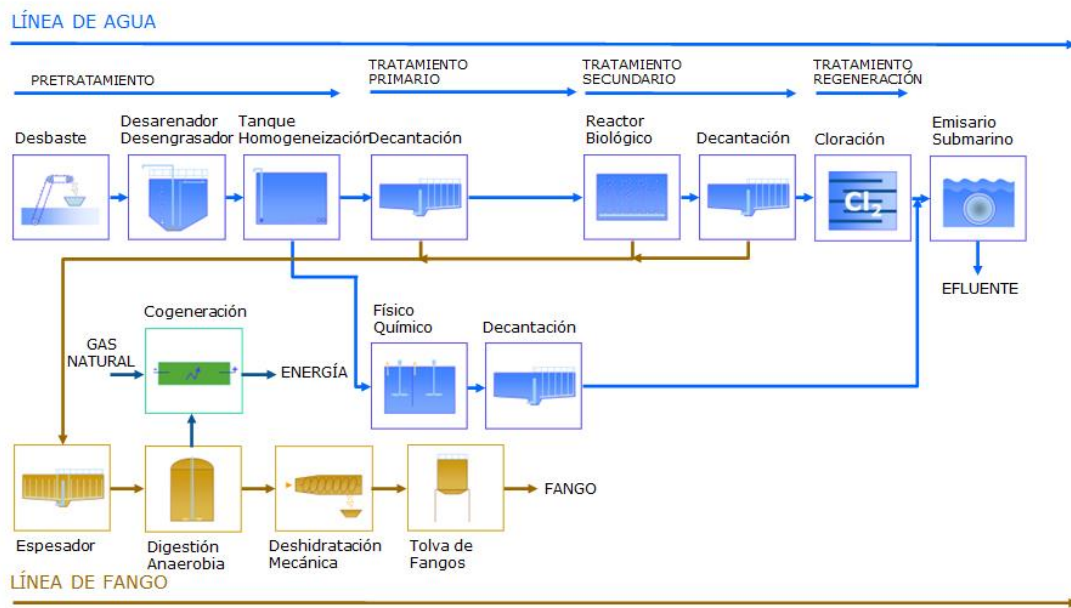 LÍNEA DE AGUA
PRETRATAMIENTO
TRATAMIENTO
PRIMARIO
TRATAMIENTO
SECUNDARIO
TRATAMIENTO
REGENERACIÓN
Desbaste
Desarenador
Desengrasador
Tanque
Homogeneización
Decantación
Reactor
Biológico
Decantación
Cloración
Emisario
Submarino
Cl2
EFLUENTE
Cogeneración
GAS
NATURAL
ENERGÍA
Físico
Químico
Decantación
FANGO
Espesador
Digestión
Anaerobia
Deshidratación
Mecánica
Tolva de
Fangos
LÍNEA DE FANGO